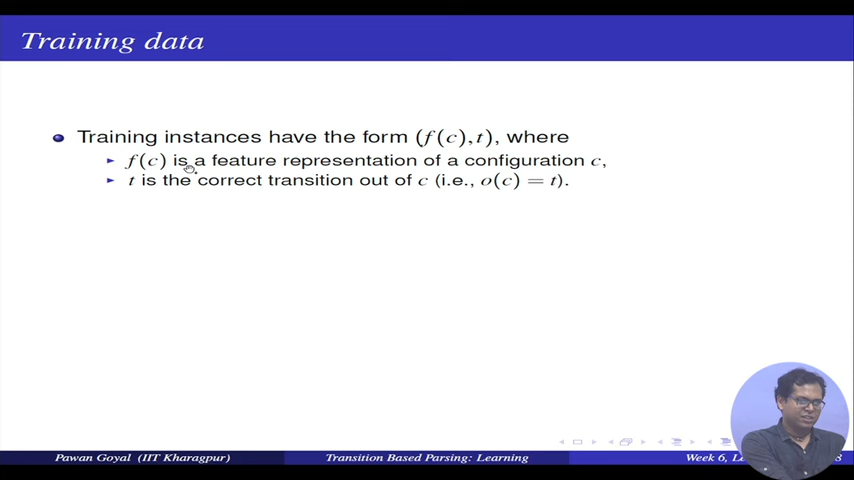 Training data
Training instances have the form (f(c),t), where
f(c) is a feature representation of a configuration c,
t is the correct transition out of c (i.e., o(c) = t).
Pawan Goyal (IIT Kharagpur)
Transition Based Parsing: Learning
Week 6,